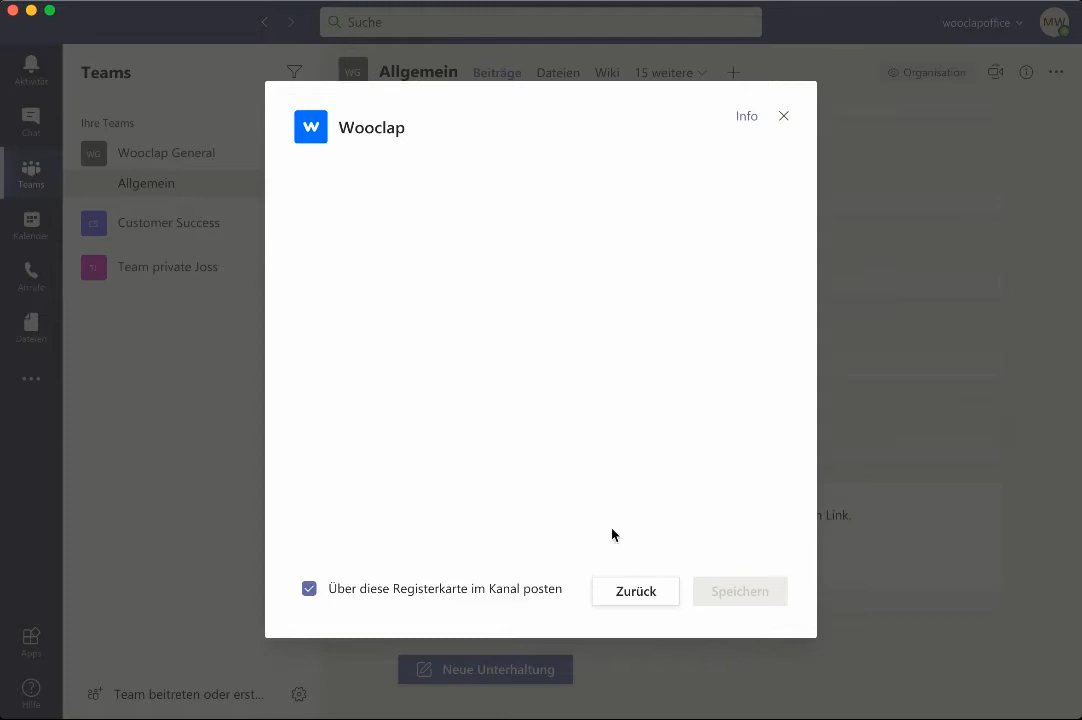 Suche
wooclapoffice
MW
Aktivität
Chat
Teams
Kalender
Anrufe
Dateien
Apps
Hilfe
Teams
Ihre Teams
WG
Wooclap General
Allgemein
CS
Customer Success
Team private Joss
Team beitreten oder erst...
WG
Allgemein
Beiträge
Dateien
Wiki
15 weitere
Organisation
w
Wooclap
Info
n Link.
Über diese Registerkarte im Kanal posten
Zurück
Speichern
Neue Unterhaltung